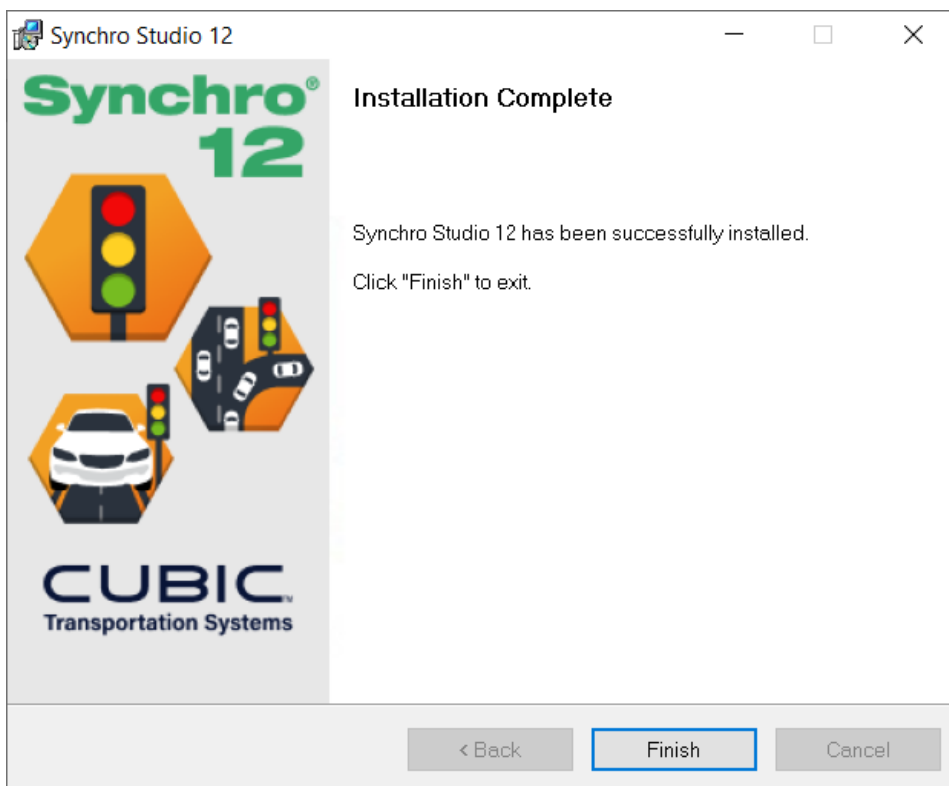 Synchro Studio 12
Synchro®
12
Installation Complete
Synchro Studio 12 has been successfully installed.
Click "Finish" to exit.
CUBIC™
Transportation Systems
< Back
Finish
Cancel